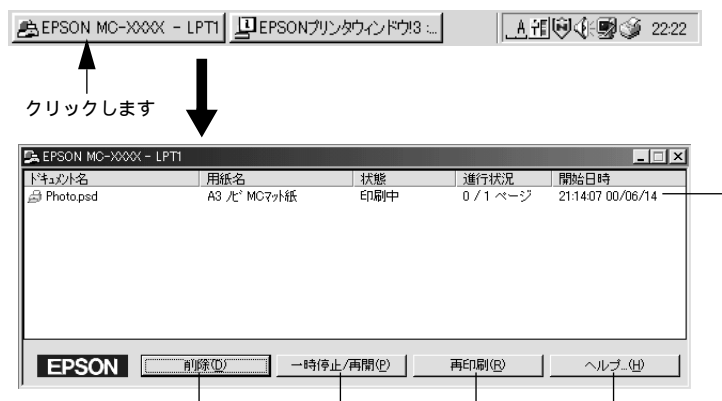 EPSON MC-XXXX - LPT1 EPSONプリンタウィンドウ!3 :... A 22:22
クリックします
EPSON MC-XXXX - LPT1
ドキュメント名 用紙名 状態 進行状況 開始日時
Photo.psd A3 ノビ MCマット紙 印刷中 0 / 1 ページ 21:14:07 00/06/14
EPSON 削除(D) 一時停止/再開(P) 再印刷(R) ヘルプ...(H)